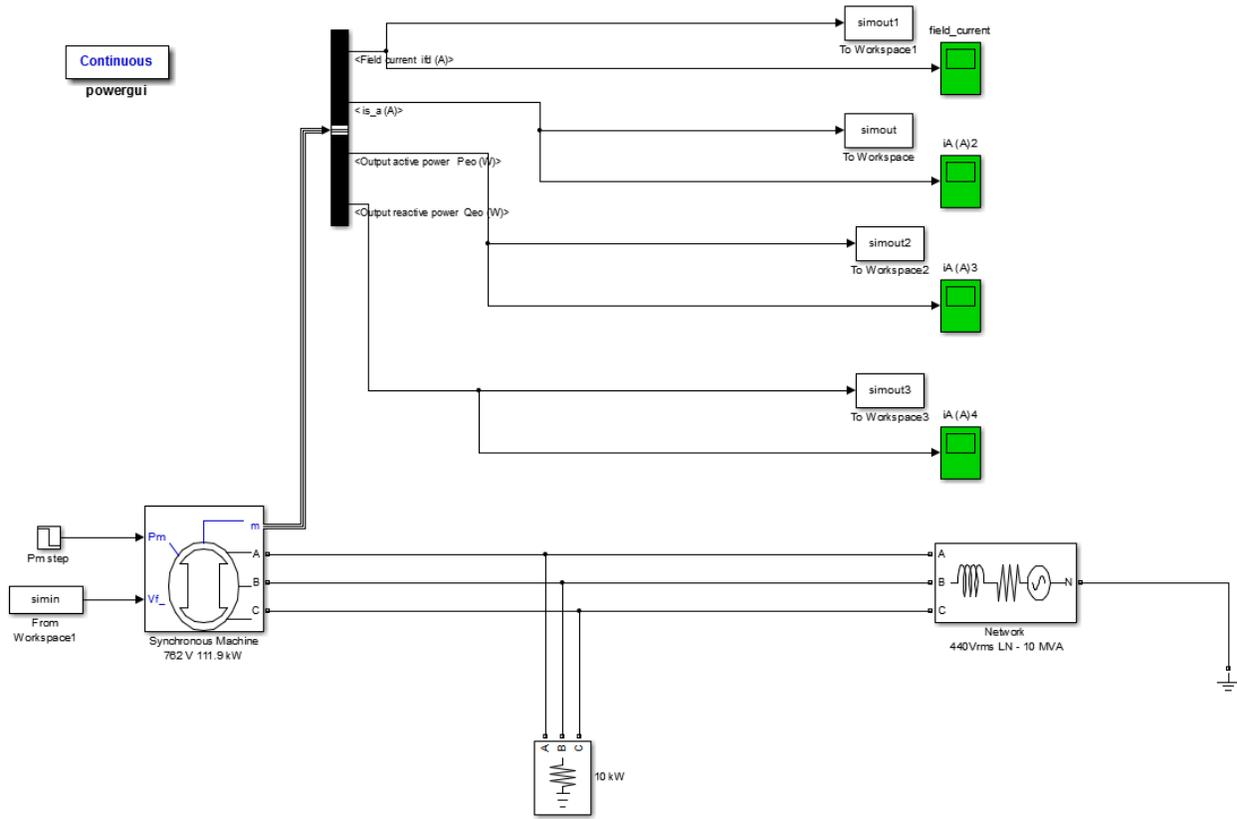 simout1
To Workspace1
field_current
Continuous
powergui
<Field current ifd (A)>
< is_a (A)>
simout
To Workspace
iA (A)2
<Output active power Peo (W)>
<Output reactive power Qeo (W)>
simout2
To Workspace2
iA (A)3
simout3
To Workspace3
iA (A)4
Pm step
simin
From
Workspace1
Pm
Vf_
m
A
B
C
Synchronous Machine
762 V 111.9 kW
A
B
C
N
Network
440Vrms LN - 10 MVA
A B C
10 kW